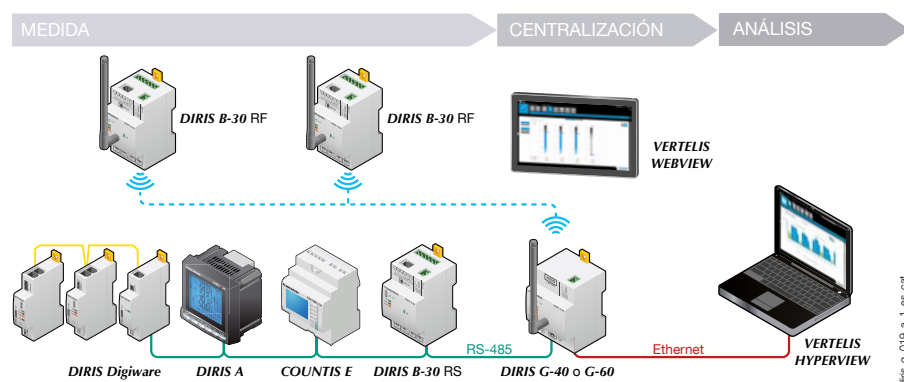 MEDIDA
CENTRALIZACIÓN
ANÁLISIS
DIRIS B-30 RF
DIRIS B-30 RF
VERTELIS
WEBVIEW
RS-485
Ethernet
DIRIS Digiware
DIRIS A
COUNTIS E
DIRIS B-30 RS
DIRIS G-40 o G-60
VERTELIS
HYPERVIEW